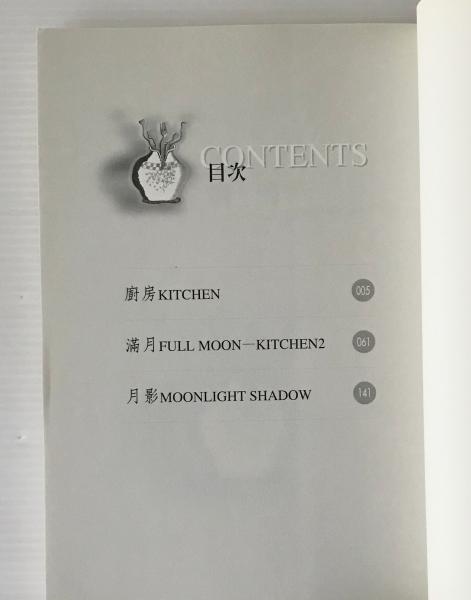 CONTENTS
目次
廚房KITCHEN 005
滿月FULL MOON—KITCHEN2 061
月影MOONLIGHT SHADOW 141